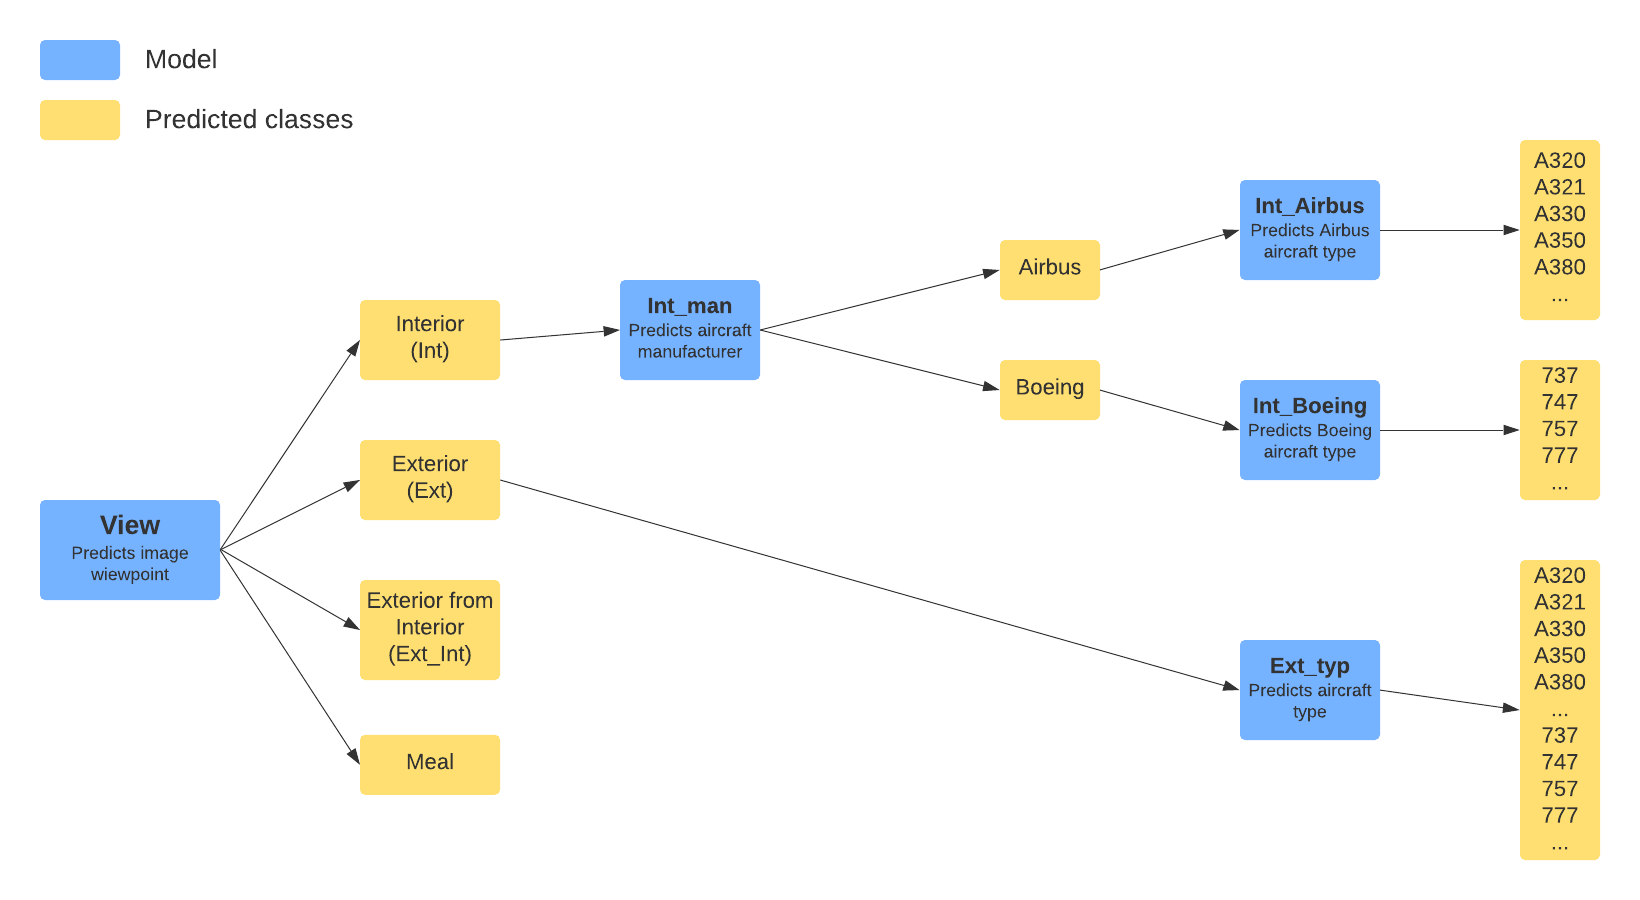 Model
Predicted classes
View
Predicts image
wiewpoint
Interior
(Int)
Exterior
(Ext)
Exterior from
Interior
(Ext_Int)
Meal
Int_man
Predicts aircraft
manufacturer
Airbus
Boeing
Int_Airbus
Predicts Airbus
aircraft type
Int_Boeing
Predicts Boeing
aircraft type
Ext_typ
Predicts aircraft
type
A320
A321
A330
A350
A380
...
737
747
757
777
...
A320
A321
A330
A350
A380
...
737
747
757
777
...